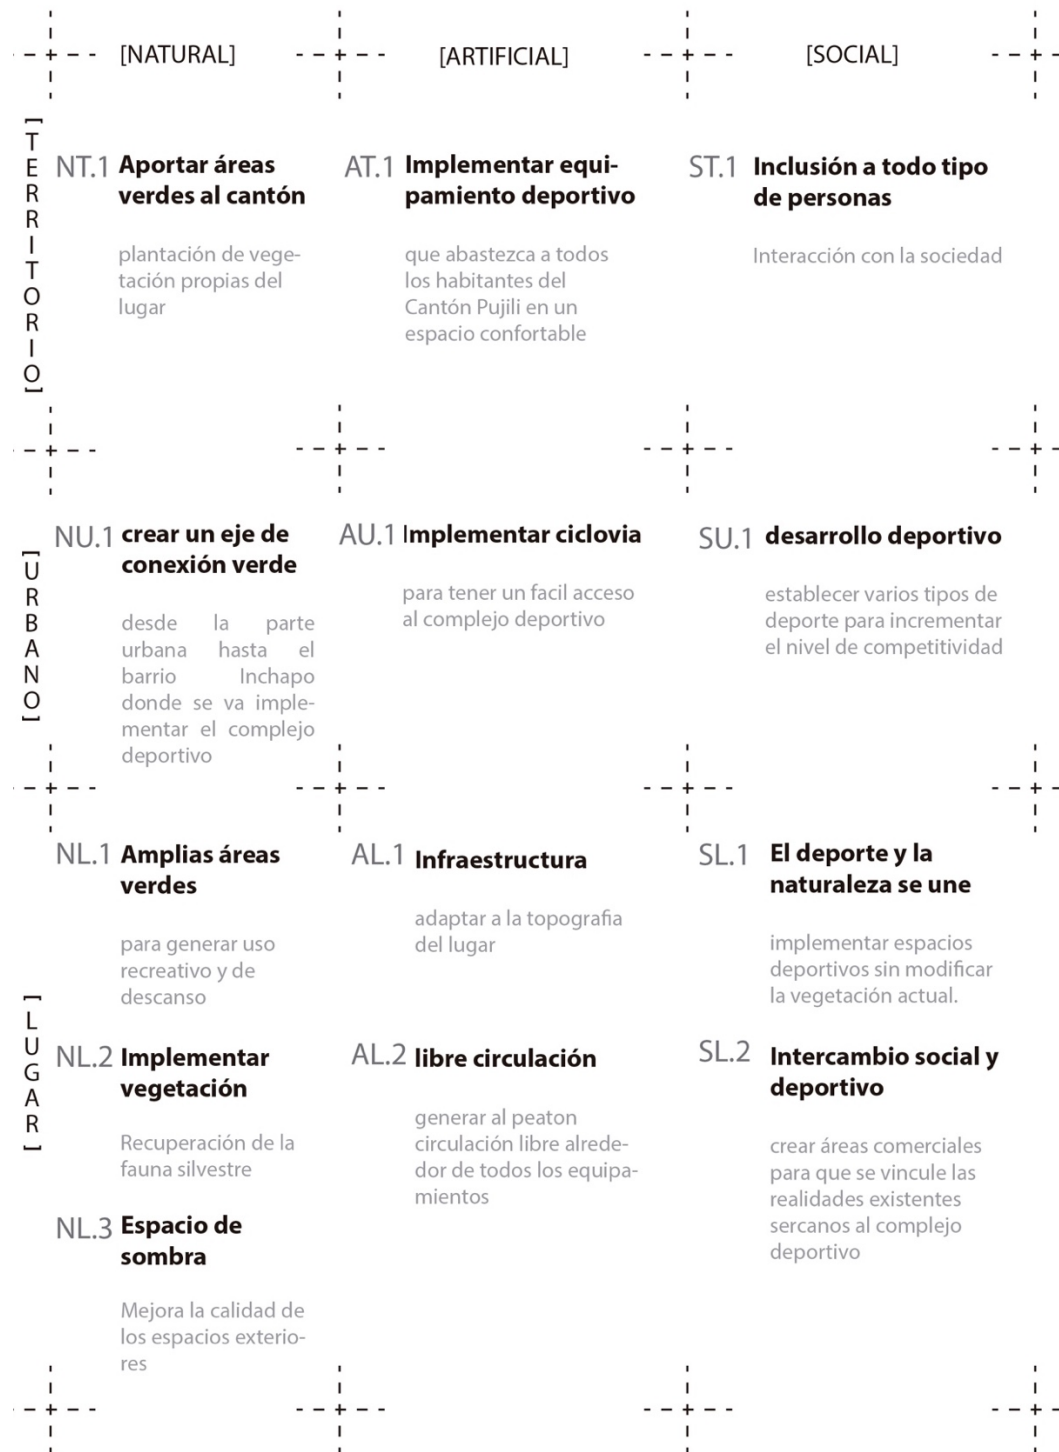 [NATURAL]
[ARTIFICIAL]
[SOCIAL]
[TERRITORIO]
NT.1 Aportar áreas
verdes al cantón
plantación de vege-
tación propias del
lugar
AT.1 Implementar equi-
pamiento deportivo
que abastezca a todos
los habitantes del
Cantón Pujili en un
espacio confortable
ST.1 Inclusión a todo tipo
de personas
Interacción con la sociedad
[URBANO]
NU.1 crear un eje de
conexión verde
desde la parte
urbana hasta el
barrio Inchapo
donde se va imple-
mentar el complejo
deportivo
AU.1 Implementar ciclovia
para tener un facil acceso
al complejo deportivo
SU.1 desarrollo deportivo
establecer varios tipos de
deporte para incrementar
el nivel de competitividad
[LUGAR]
NL.1 Amplias áreas
verdes
para generar uso
recreativo y de
descanso
AL.1 Infraestructura
adaptar a la topografia
del lugar
SL.1 El deporte y la
naturaleza se une
implementar espacios
deportivos sin modificar
la vegetación actual.
NL.2 Implementar
vegetación
Recuperación de la
fauna silvestre
AL.2 libre circulación
generar al peaton
circulación libre alrede-
dor de todos los equipa-
mientos
SL.2 Intercambio social y
deportivo
crear áreas comerciales
para que se vincule las
realidades existentes
sercanos al complejo
deportivo
NL.3 Espacio de
sombra
Mejora la calidad de
los espacios exterio-
res